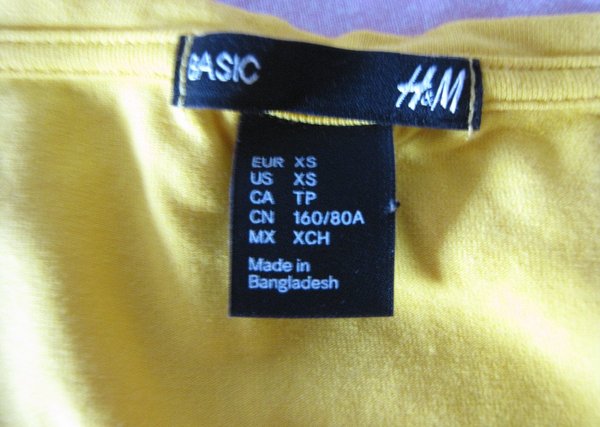 BASIC H&M
EUR XS
US XS
CA TP
CN 160/80A
MX XCH
Made in
Bangladesh